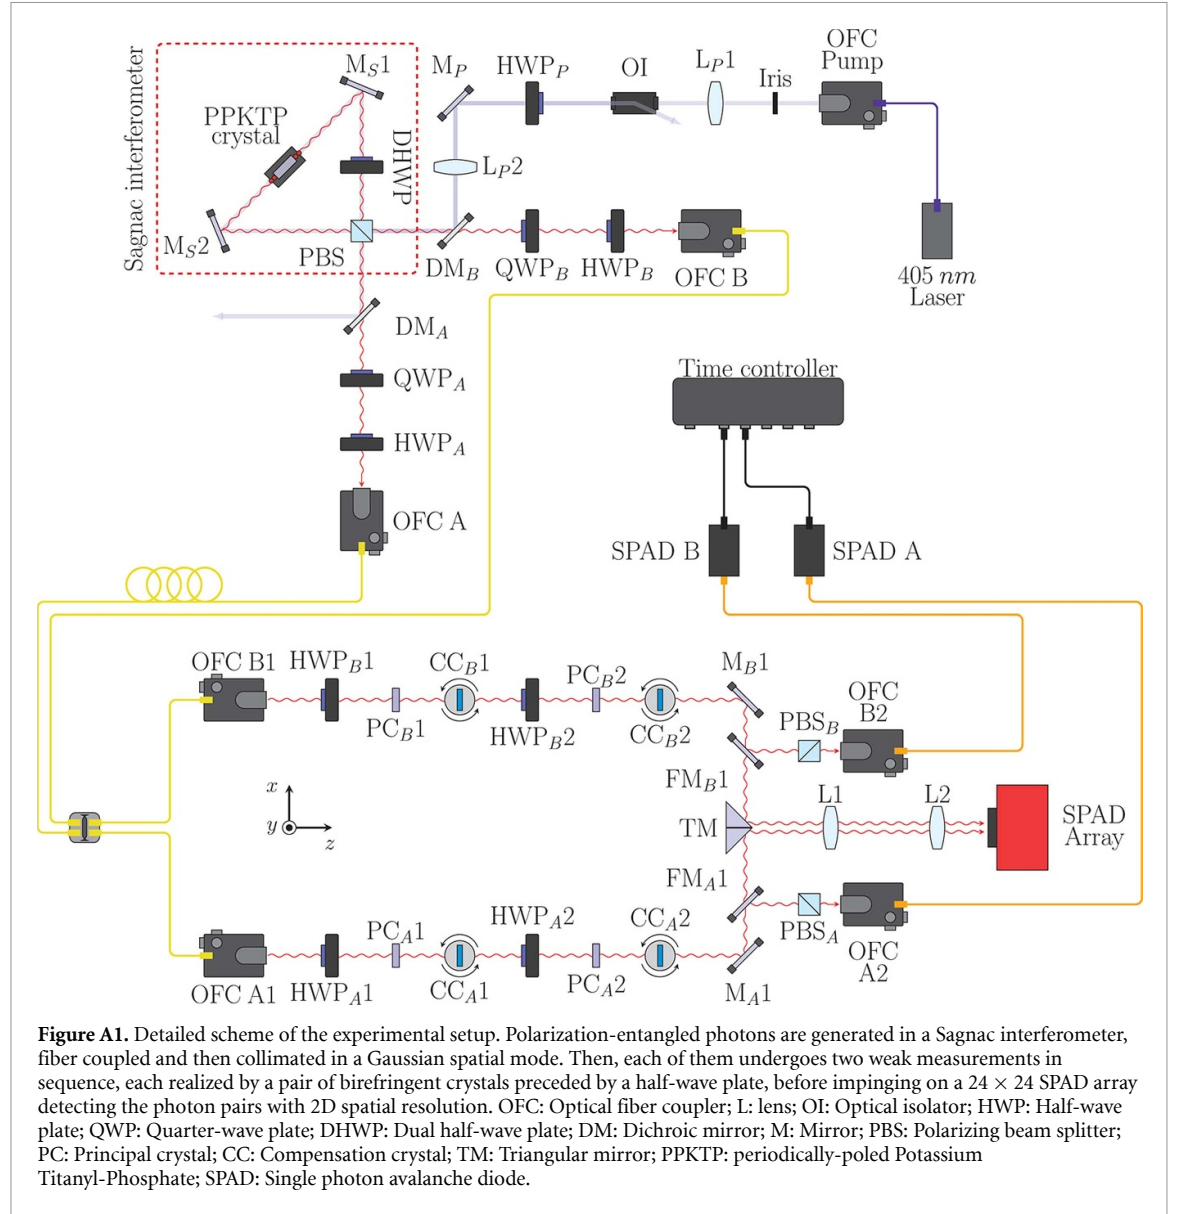 Sagnac interferometer
M_S1
M_P
HWP_P
OI
L_P1
Iris
OFC
Pump
PPKTP
crystal
DHWP
L_P2
M_S2
PBS
DM_B
QWP_B
HWP_B
OFC B
405 nm
Laser
DM_A
QWP_A
HWP_A
OFC A
Time controller
SPAD B
SPAD A
OFC B1
HWP_B1
PC_B1
CC_B1
HWP_B2
PC_B2
CC_B2
M_B1
FM_B1
PBS_B
OFC
B2
x
y
z
TM
L1
L2
SPAD
Array
FM_A1
PBS_A
OFC
A2
OFC A1
HWP_A1
PC_A1
CC_A1
HWP_A2
PC_A2
CC_A2
M_A1
Figure A1. Detailed scheme of the experimental setup. Polarization-entangled photons are generated in a Sagnac interferometer,
fiber coupled and then collimated in a Gaussian spatial mode. Then, each of them undergoes two weak measurements in
sequence, each realized by a pair of birefringent crystals preceded by a half-wave plate, before impinging on a 24 × 24 SPAD array
detecting the photon pairs with 2D spatial resolution. OFC: Optical fiber coupler; L: lens; OI: Optical isolator; HWP: Half-wave
plate; QWP: Quarter-wave plate; DHWP: Dual half-wave plate; DM: Dichroic mirror; M: Mirror; PBS: Polarizing beam splitter;
PC: Principal crystal; CC: Compensation crystal; TM: Triangular mirror; PPKTP: periodically-poled Potassium
Titanyl-Phosphate; SPAD: Single photon avalanche diode.